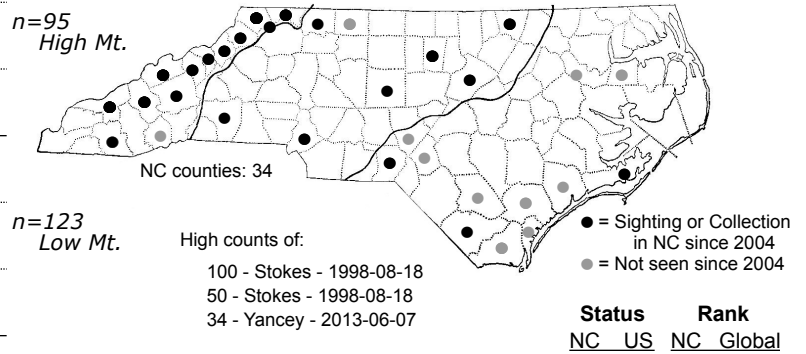 n=95
High Mt.
NC counties: 34
n=123
Low Mt.
High counts of:
100 - Stokes - 1998-08-18
50 - Stokes - 1998-08-18
34 - Yancey - 2013-06-07
= Sighting or Collection
in NC since 2004
= Not seen since 2004
Status Rank
NC US NC Global